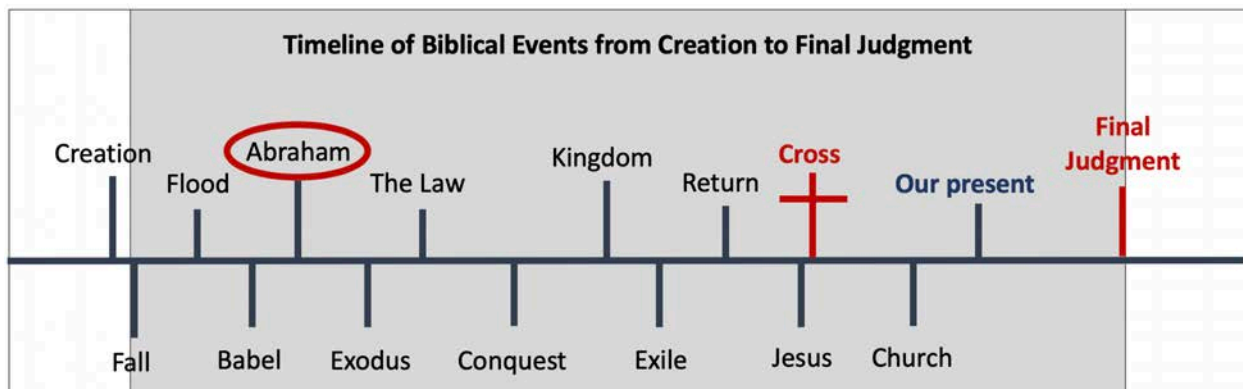 Timeline of Biblical Events from Creation to Final Judgment
Creation
Flood
Abraham
The Law
Kingdom
Return
Cross
Our present
Final
Judgment
Fall
Babel
Exodus
Conquest
Exile
Jesus
Church